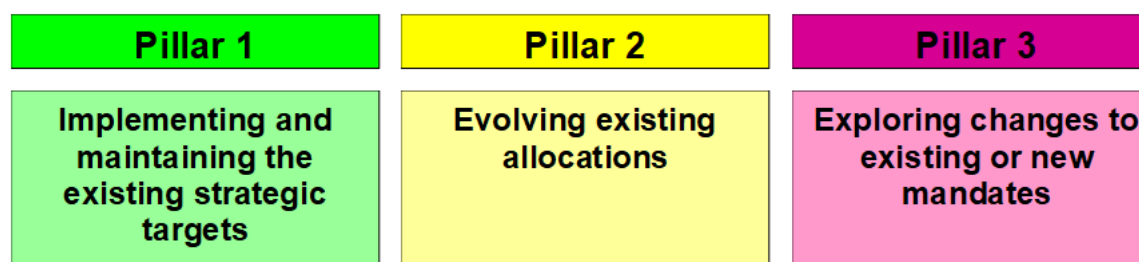 Pillar 1
Implementing and
maintaining the
existing strategic
targets
Pillar 2
Evolving existing
allocations
Pillar 3
Exploring changes to
existing or new
mandates